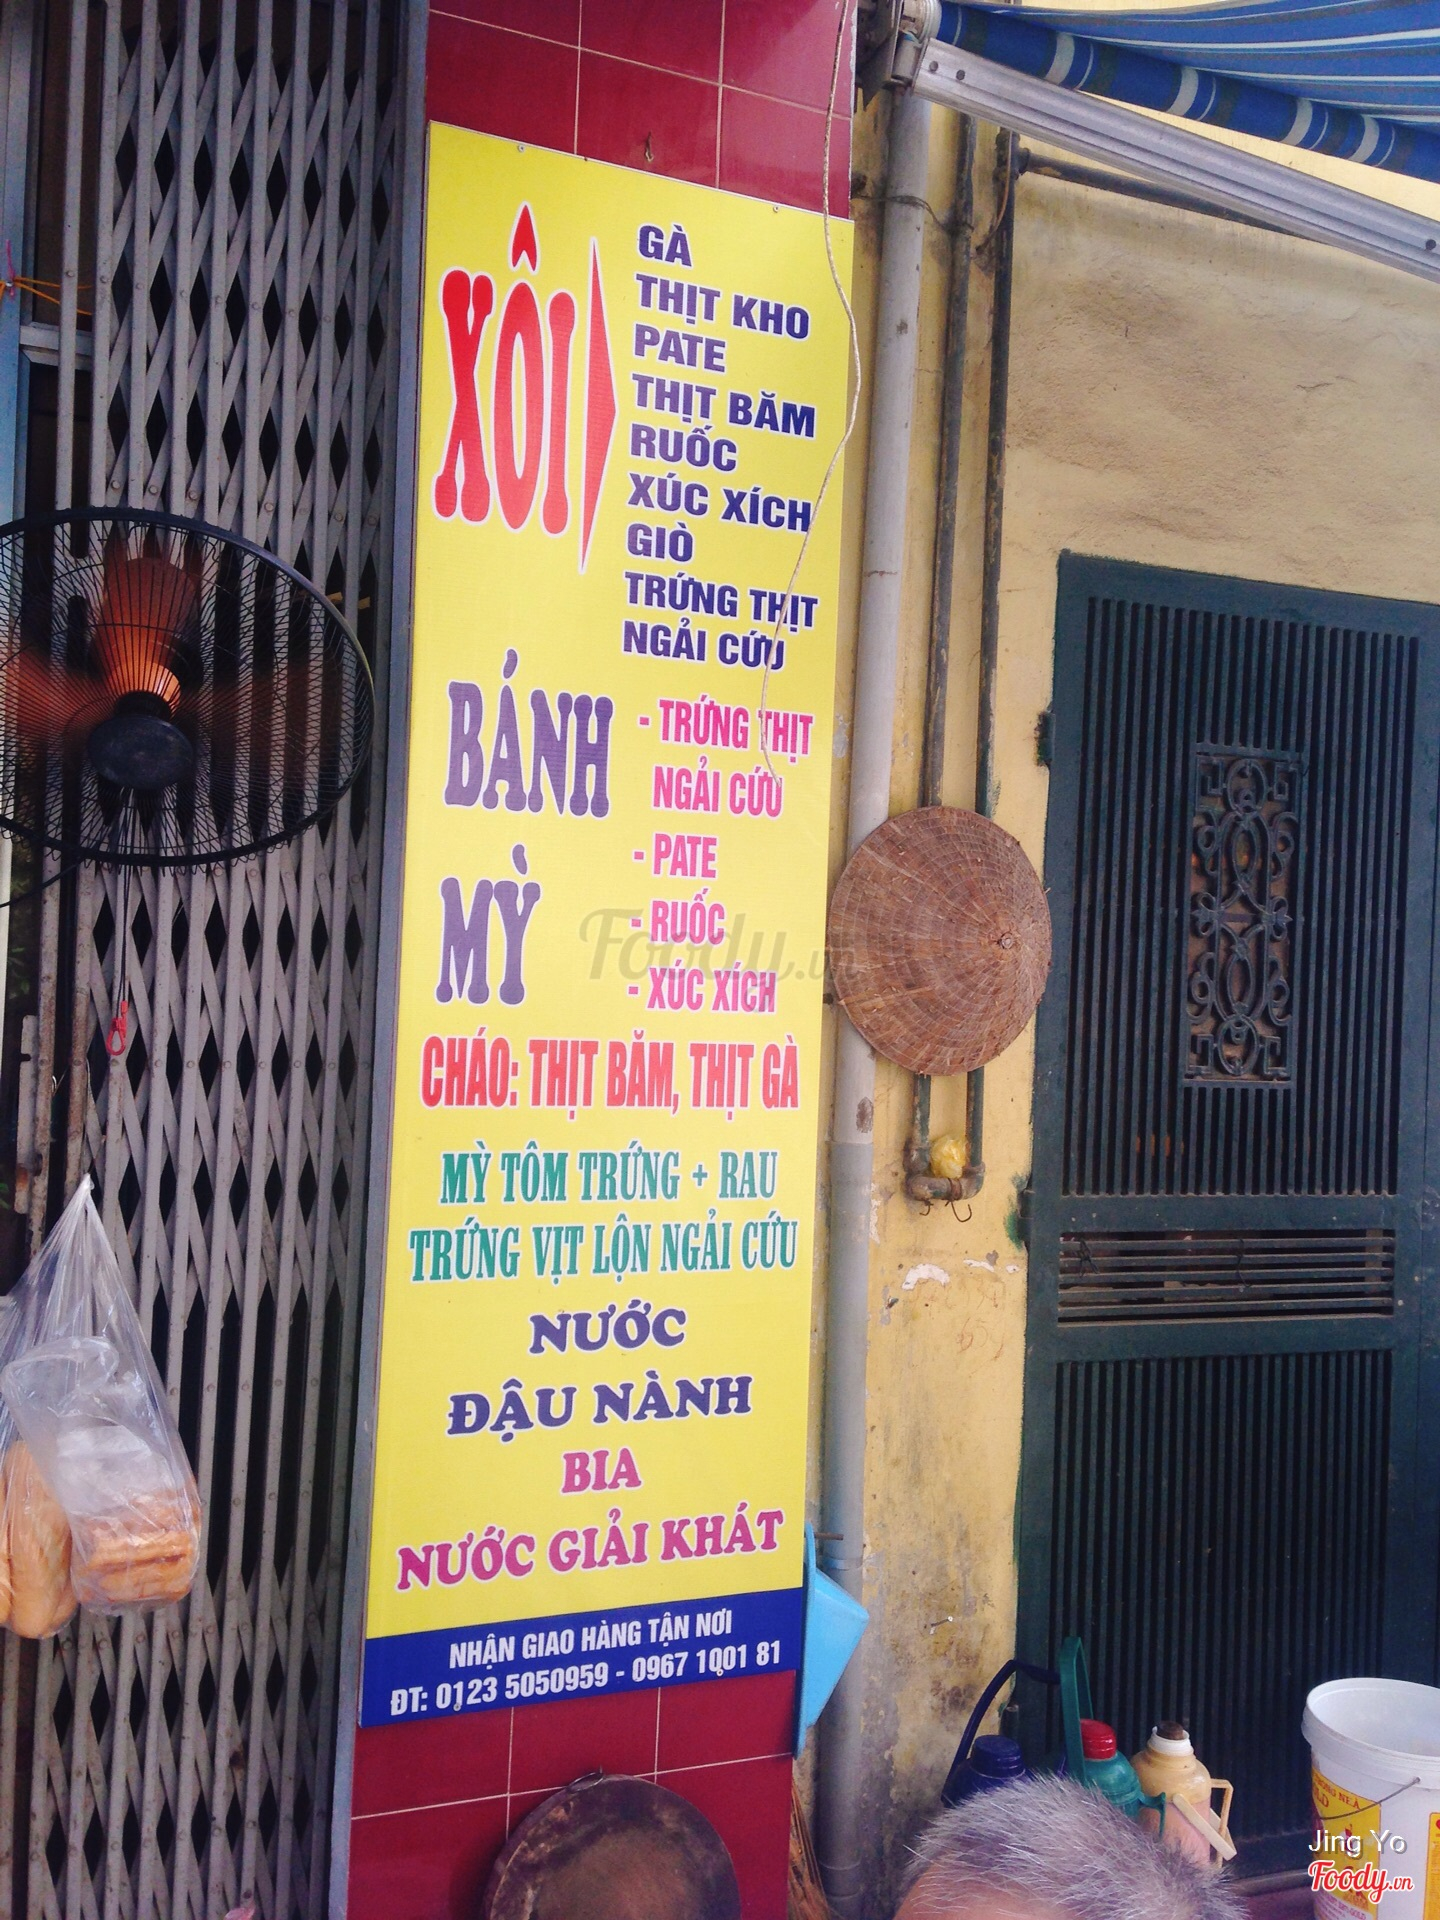 XÔI
GÀ
THỊT KHO
PATE
THỊT BĂM
RUỐC
XÚC XÍCH
GIÒ
TRỨNG THỊT
NGẢI CỨU
BÁNH
MỲ
- TRỨNG THỊT
NGẢI CỨU
- PATE
- RUỐC
- XÚC XÍCH
CHÁO: THỊT BĂM, THỊT GÀ
MỲ TÔM TRỨNG + RAU
TRỨNG VỊT LỘN NGẢI CỨU
NƯỚC
ĐẬU NÀNH
BIA
NƯỚC GIẢI KHÁT
NHẬN GIAO HÀNG TẬN NƠI
ĐT: 0123 5050959 - 0967 1001 81
Foody.vn
Jing Yo
Foody.vn